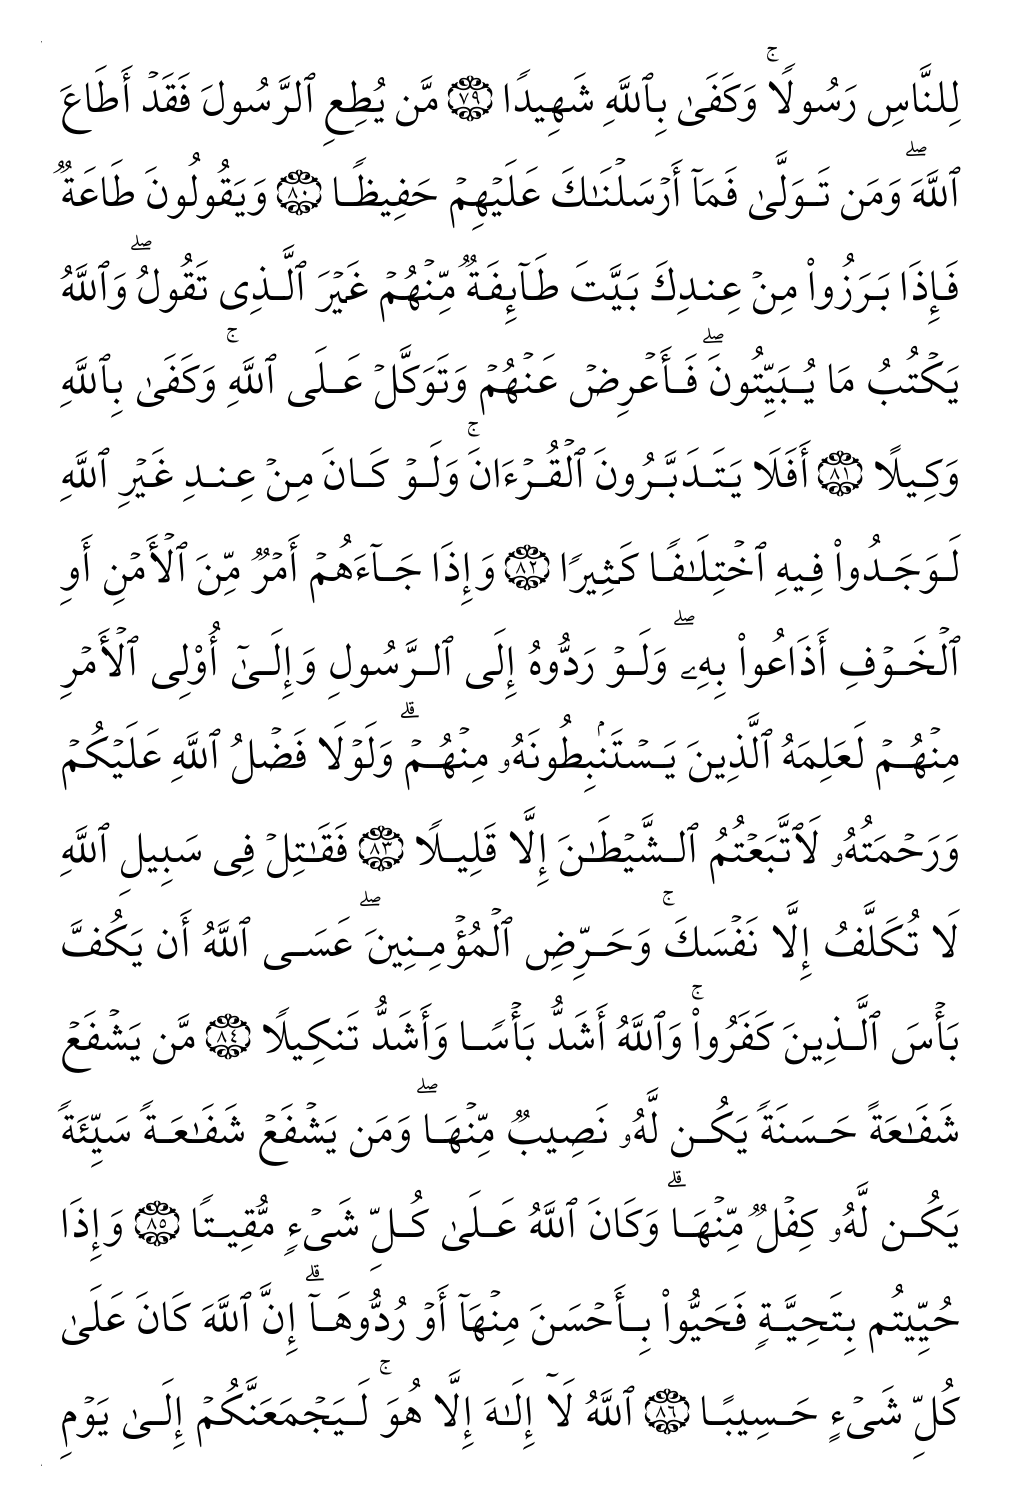 لِلنَّاسِ رَسُولًاۚ وَكَفَىٰ بِٱللَّهِ شَهِيدًا ٧٩ مَّن يُطِعِ ٱلرَّسُولَ فَقَدۡ أَطَاعَ
ٱللَّهَۖ وَمَن تَوَلَّىٰ فَمَآ أَرۡسَلۡنَٰكَ عَلَيۡهِمۡ حَفِيظٗا ٨٠ وَيَقُولُونَ طَاعَةٞ
فَإِذَا بَرَزُواْ مِنۡ عِندِكَ بَيَّتَ طَآئِفَةٞ مِّنۡهُمۡ غَيۡرَ ٱلَّذِي تَقُولُۖ وَٱللَّهُ
يَكۡتُبُ مَا يُبَيِّتُونَۖ فَأَعۡرِضۡ عَنۡهُمۡ وَتَوَكَّلۡ عَلَى ٱللَّهِۚ وَكَفَىٰ بِٱللَّهِ
وَكِيلًا ٨١ أَفَلَا يَتَدَبَّرُونَ ٱلۡقُرۡءَانَۚ وَلَوۡ كَانَ مِنۡ عِندِ غَيۡرِ ٱللَّهِ
لَوَجَدُواْ فِيهِ ٱخۡتِلَٰفٗا كَثِيرٗا ٨٢ وَإِذَا جَآءَهُمۡ أَمۡرٞ مِّنَ ٱلۡأَمۡنِ أَوِ
ٱلۡخَوۡفِ أَذَاعُواْ بِهِۦۖ وَلَوۡ رَدُّوهُ إِلَى ٱلرَّسُولِ وَإِلَىٰٓ أُوْلِي ٱلۡأَمۡرِ
مِنۡهُمۡ لَعَلِمَهُ ٱلَّذِينَ يَسۡتَنۢبِطُونَهُۥ مِنۡهُمۡۗ وَلَوۡلَا فَضۡلُ ٱللَّهِ عَلَيۡكُمۡ
وَرَحۡمَتُهُۥ لَٱتَّبَعۡتُمُ ٱلشَّيۡطَٰنَ إِلَّا قَلِيلٗا ٨٣ فَقَٰتِلۡ فِي سَبِيلِ ٱللَّهِ
لَا تُكَلَّفُ إِلَّا نَفۡسَكَۚ وَحَرِّضِ ٱلۡمُؤۡمِنِينَۖ عَسَى ٱللَّهُ أَن يَكُفَّ
بَأۡسَ ٱلَّذِينَ كَفَرُواْۚ وَٱللَّهُ أَشَدُّ بَأۡسٗا وَأَشَدُّ تَنكِيلٗا ٨٤ مَّن يَشۡفَعۡ
شَفَٰعَةً حَسَنَةٗ يَكُن لَّهُۥ نَصِيبٞ مِّنۡهَاۖ وَمَن يَشۡفَعۡ شَفَٰعَةٗ سَيِّئَةٗ
يَكُن لَّهُۥ كِفۡلٞ مِّنۡهَاۗ وَكَانَ ٱللَّهُ عَلَىٰ كُلِّ شَيۡءٖ مُّقِيتٗا ٨٥ وَإِذَا
حُيِّيتُم بِتَحِيَّةٖ فَحَيُّواْ بِأَحۡسَنَ مِنۡهَآ أَوۡ رُدُّوهَآۗ إِنَّ ٱللَّهَ كَانَ عَلَىٰ
كُلِّ شَيۡءٍ حَسِيبًا ٨٦ ٱللَّهُ لَآ إِلَٰهَ إِلَّا هُوَۚ لَيَجۡمَعَنَّكُمۡ إِلَىٰ يَوۡمِ